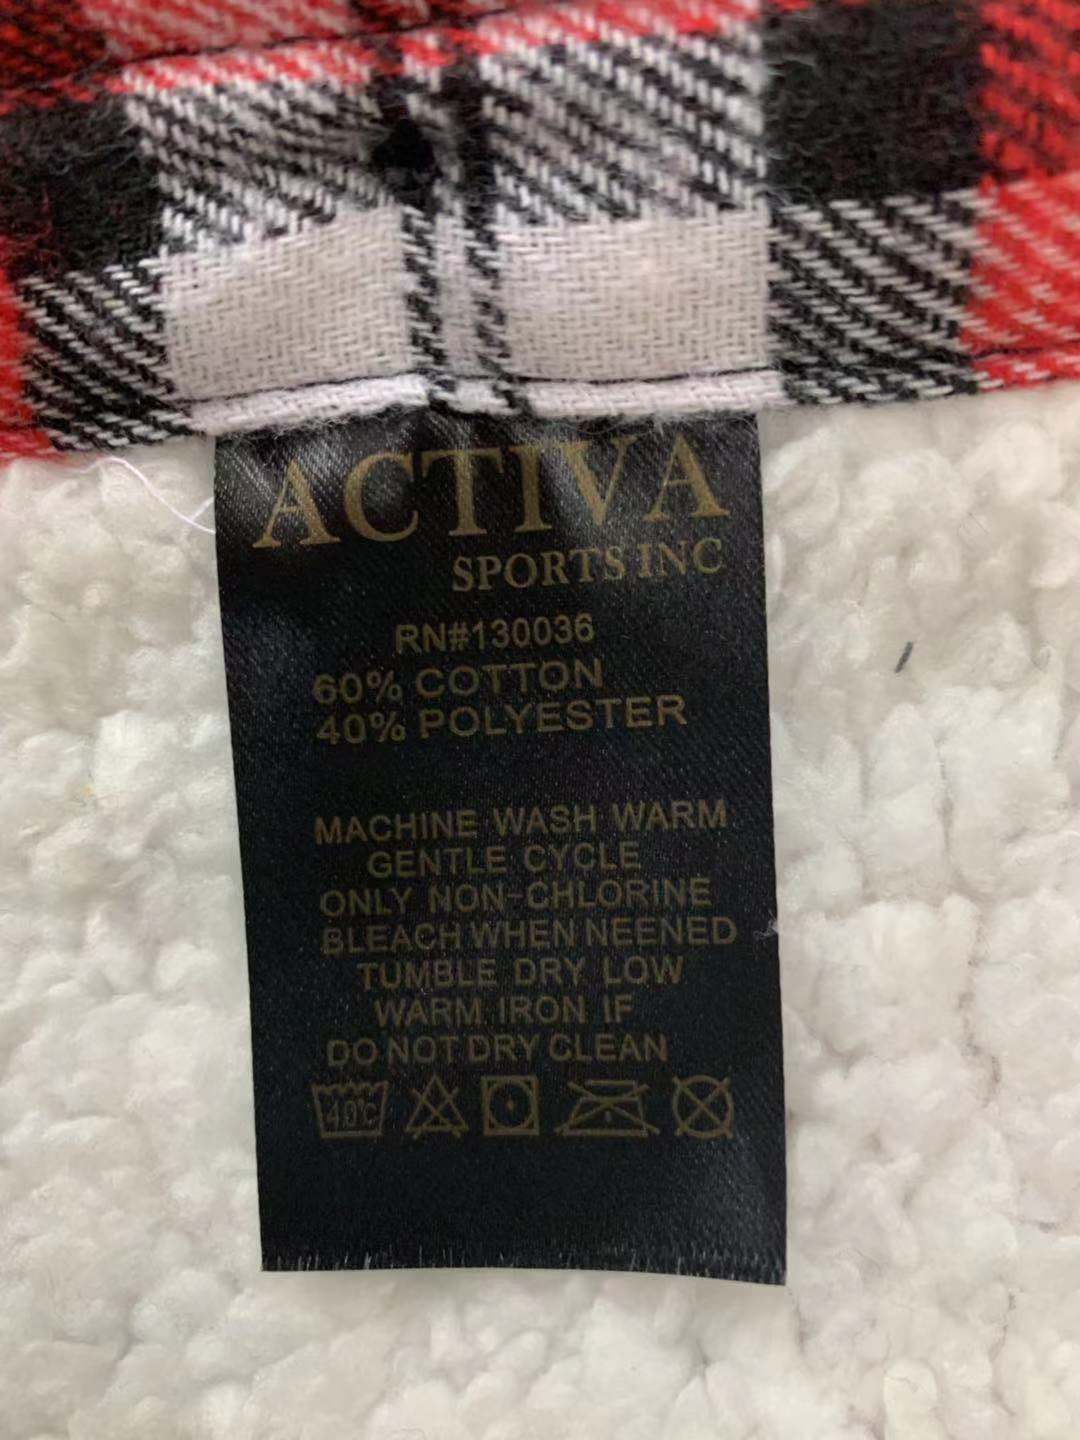 ACTIVA
SPORTS INC
RN#130036
60% COTTON
40% POLYESTER
MACHINE WASH WARM
GENTLE CYCLE
ONLY NON-CHLORINE
BLEACH WHEN NEENED
TUMBLE DRY LOW
WARM IRON IF
DO NOT DRY CLEAN
40°C